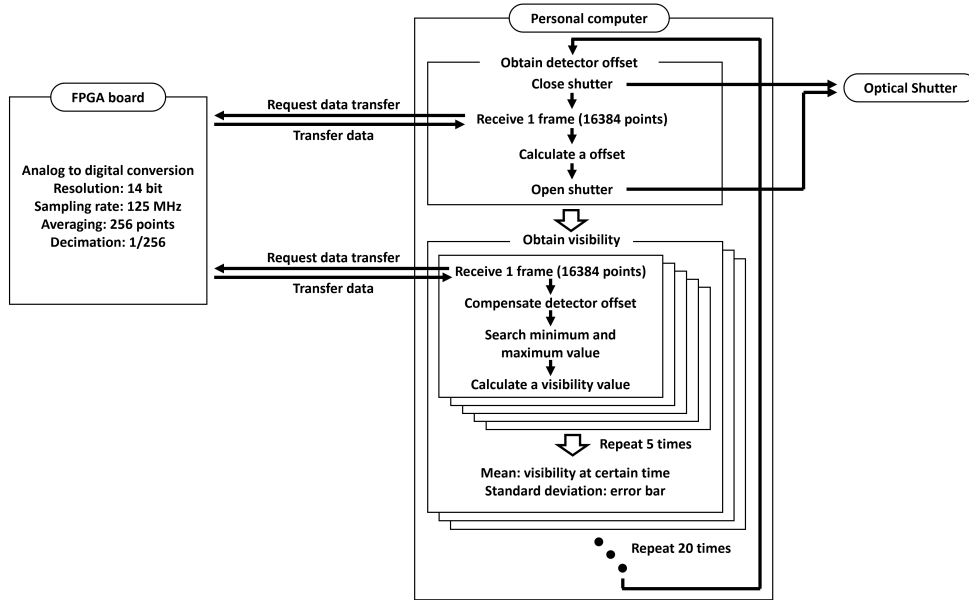 Personal computer
Obtain detector offset
Close shutter
Receive 1 frame (16384 points)
Calculate a offset
Open shutter
Optical Shutter
FPGA board
Request data transfer
Transfer data
Analog to digital conversion
Resolution: 14 bit
Sampling rate: 125 MHz
Averaging: 256 points
Decimation: 1/256
Obtain visibility
Request data transfer
Transfer data
Receive 1 frame (16384 points)
Compensate detector offset
Search minimum and
maximum value
Calculate a visibility value
Repeat 5 times
Mean: visibility at certain time
Standard deviation: error bar
Repeat 20 times